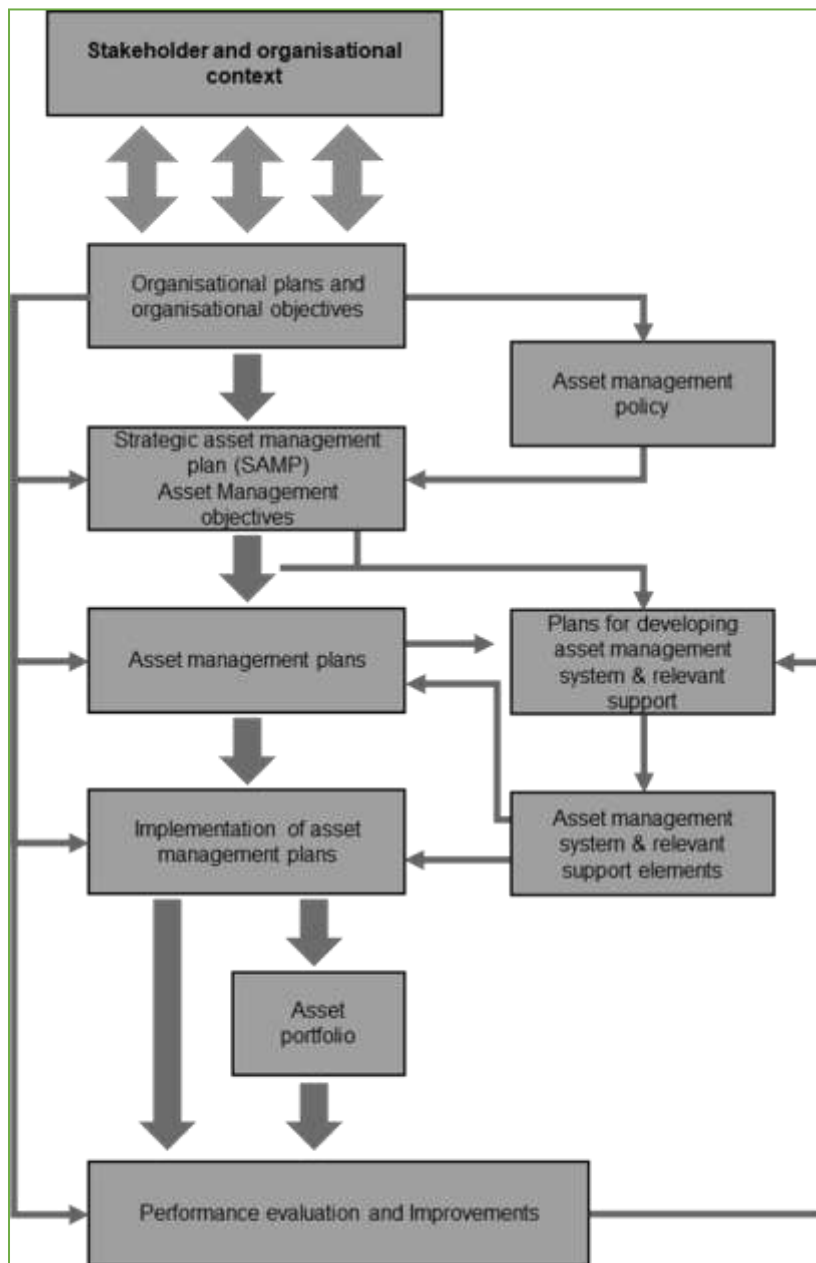 Stakeholder and organisational
context
Organisational plans and
organisational objectives
Asset management
policy
Strategic asset management
plan (SAMP)
Asset Management
objectives
Asset management plans
Plans for developing
asset management
system & relevant
support
Implementation of asset
management plans
Asset management
system & relevant
support elements
Asset
portfolio
Performance evaluation and Improvements